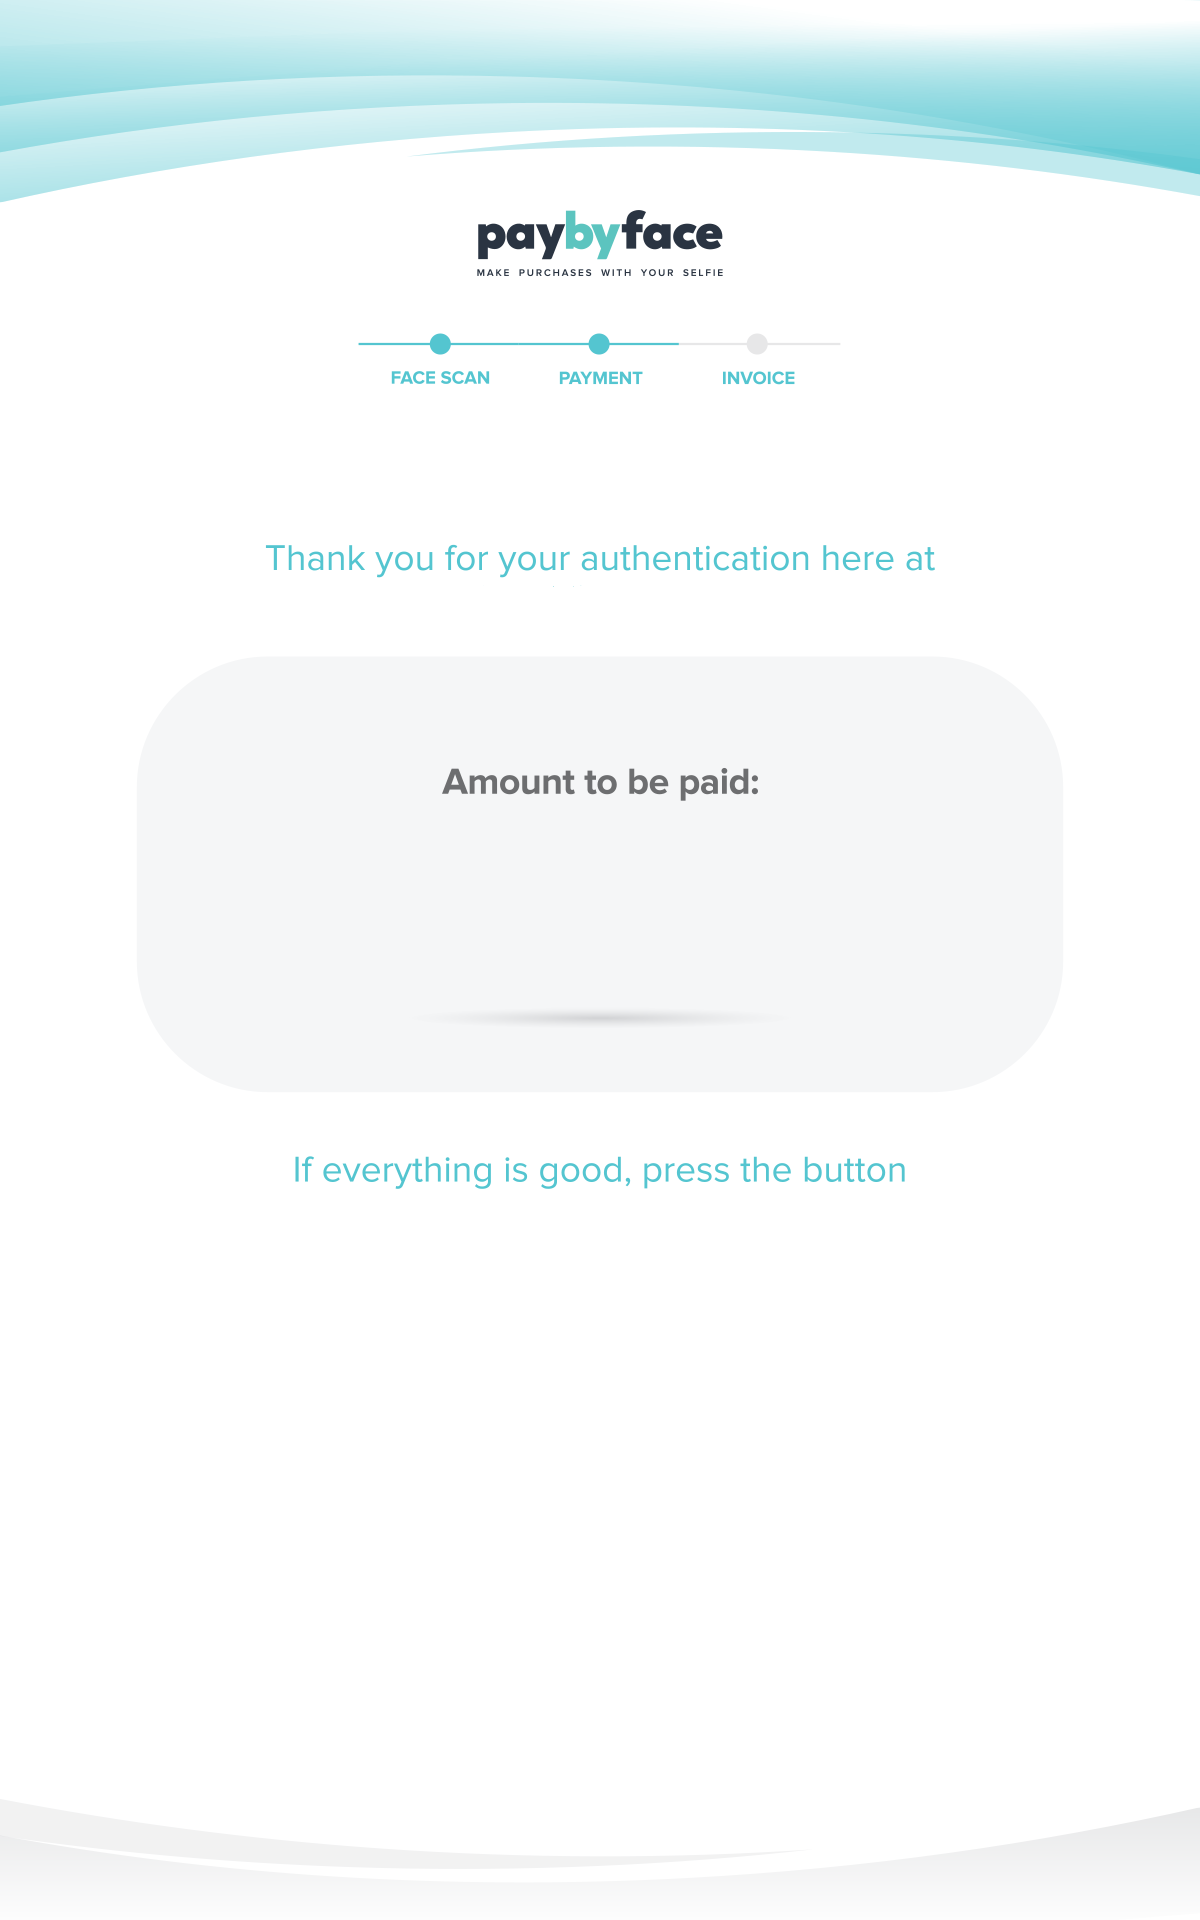 paybyface
MAKE PURCHASES WITH YOUR SELFIE
FACE SCAN PAYMENT INVOICE
Thank you for your authentication here at
Amount to be paid:
If everything is good, press the button